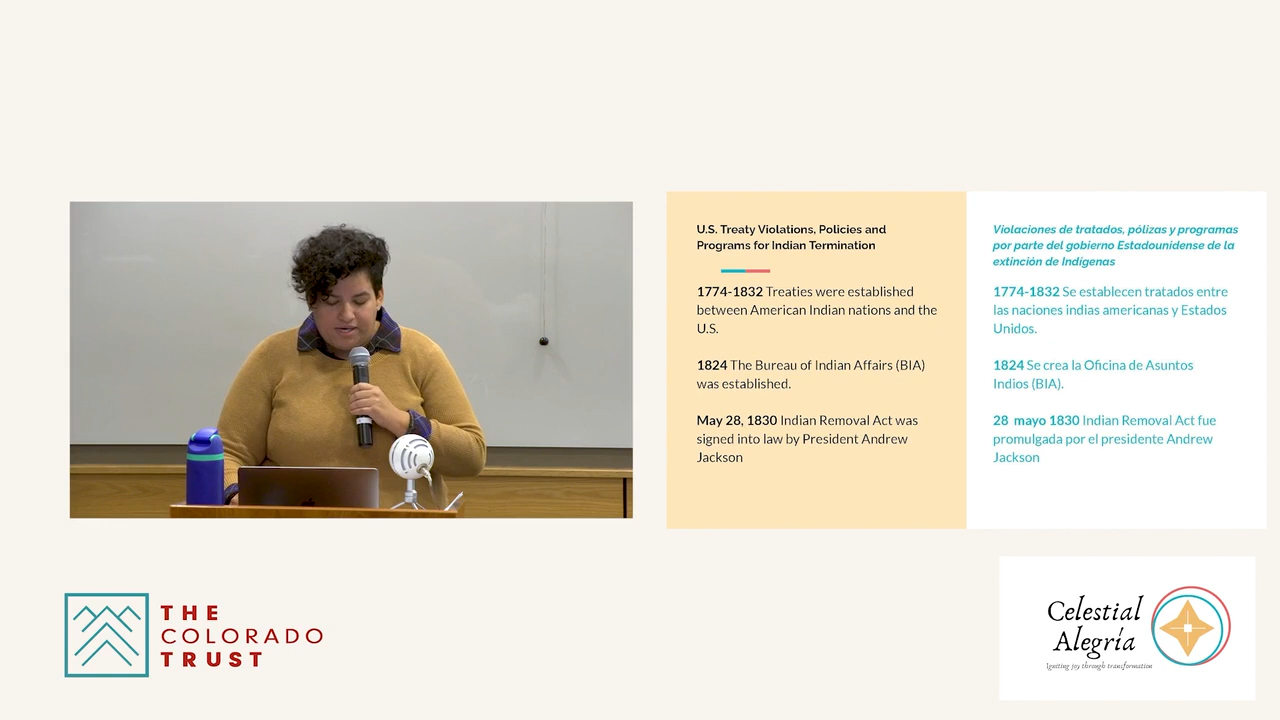 U.S. Treaty Violations, Policies and
Programs for Indian Termination
1774-1832 Treaties were established
between American Indian nations and the
U.S.
1824 The Bureau of Indian Affairs (BIA)
was established.
May 28, 1830 Indian Removal Act was
signed into law by President Andrew
Jackson
Violaciones de tratados, pólizas y programas
por parte del gobierno Estadounidense de la
extinción de Indígenas
1774-1832 Se establecen tratados entre
las naciones indias americanas y Estados
Unidos.
1824 Se crea la Oficina de Asuntos
Indios (BIA).
28 mayo 1830 Indian Removal Act fue
promulgada por el presidente Andrew
Jackson
THE
COLORADO
TRUST
Celestial
Alegría
Igniting joy through transformation